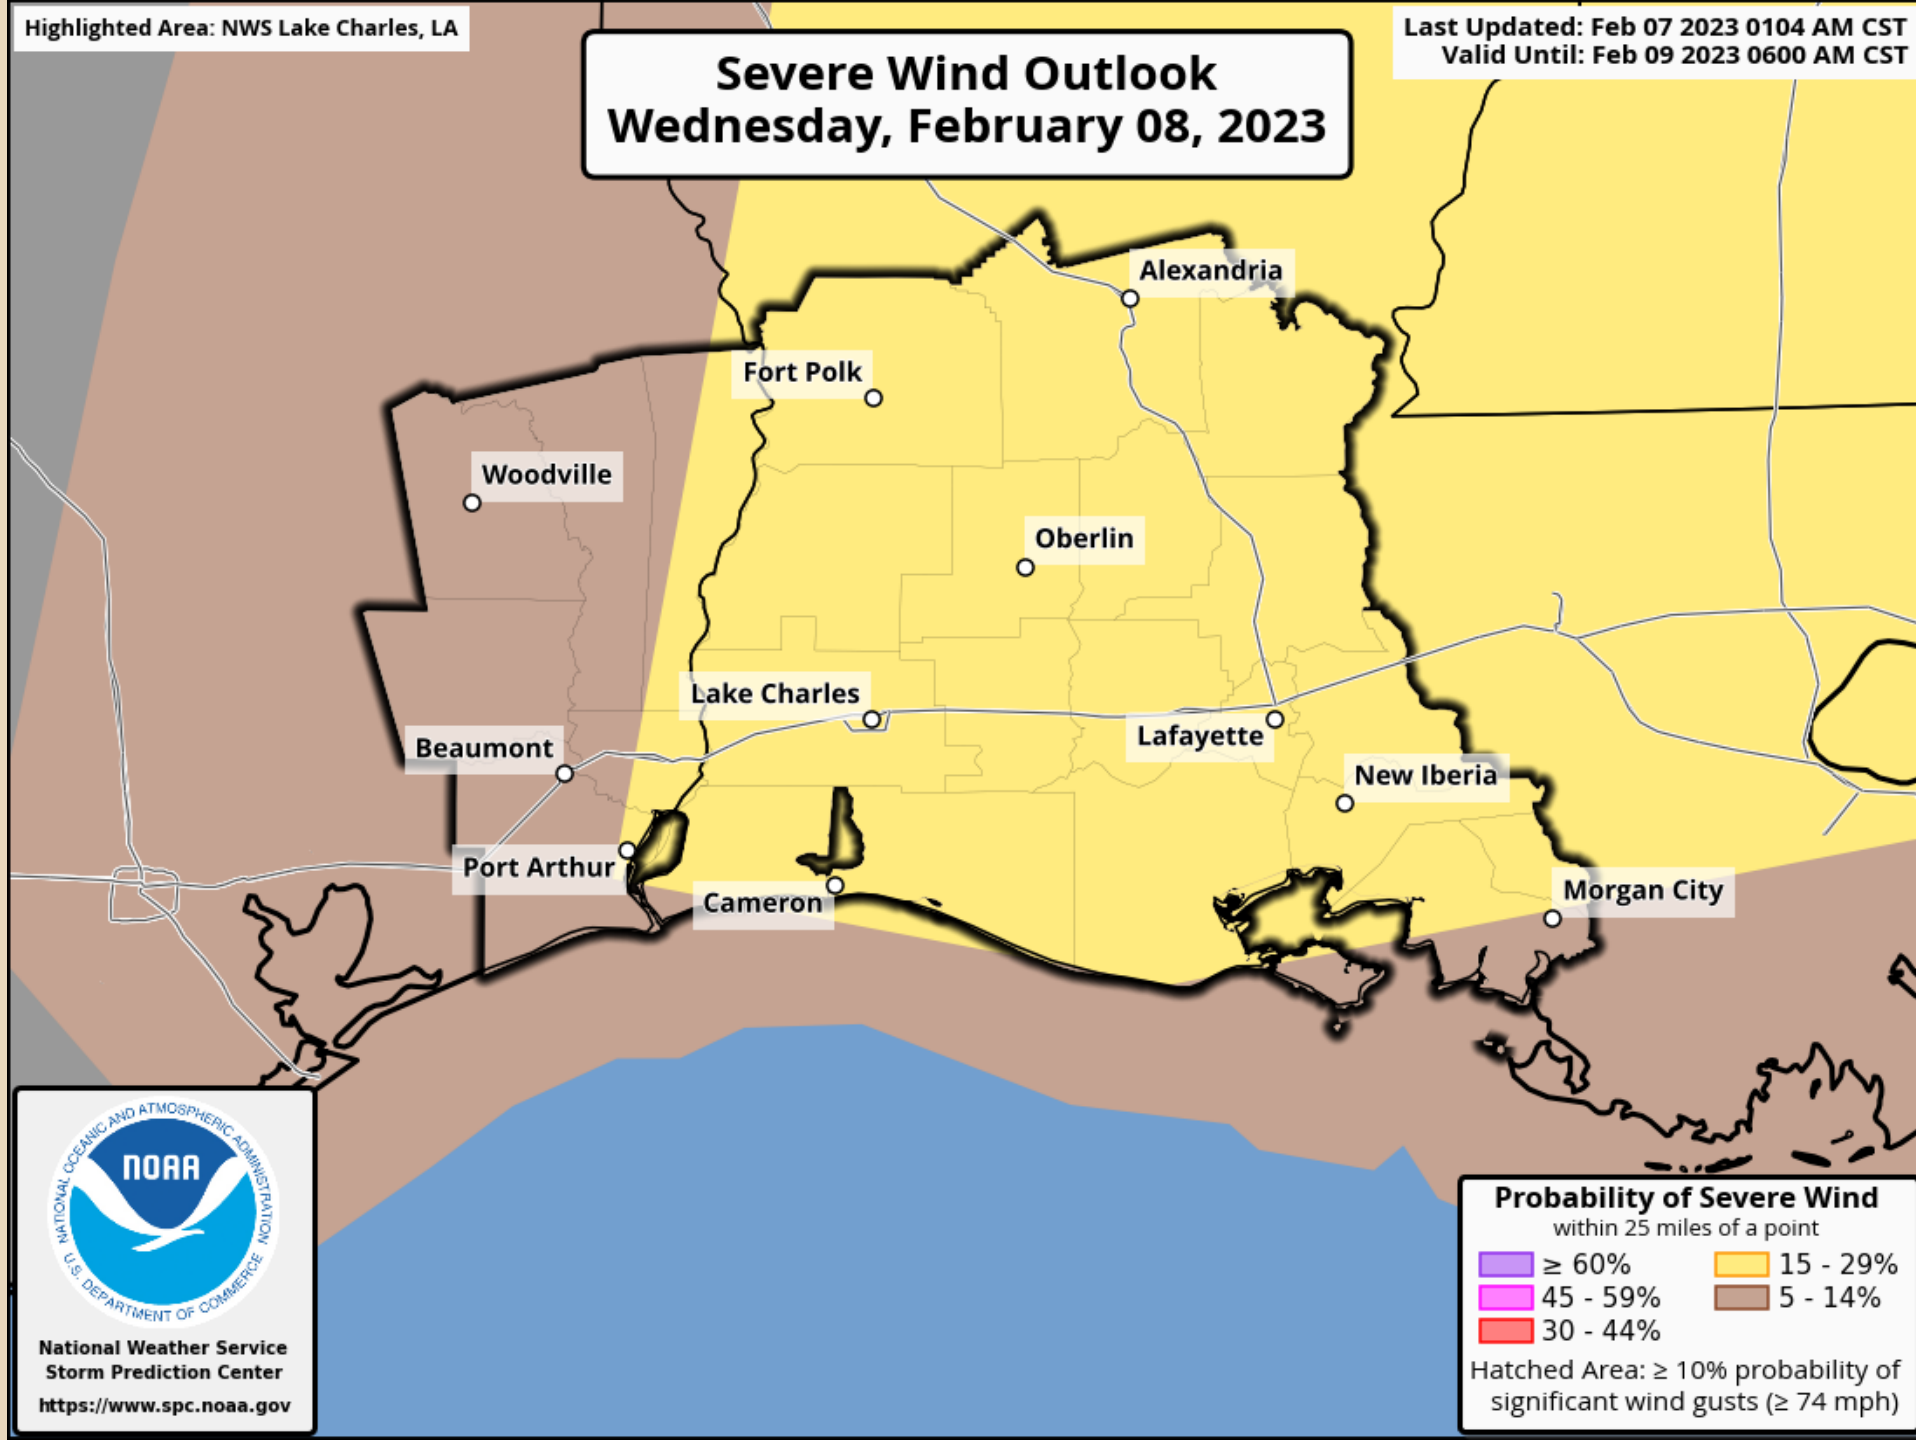 Highlighted Area: NWS Lake Charles, LA
Severe Wind Outlook
Wednesday, February 08, 2023
Last Updated: Feb 07 2023 0104 AM CST
Valid Until: Feb 09 2023 0600 AM CST
Alexandria
Fort Polk
Woodville
Oberlin
Lake Charles
Lafayette
Beaumont
New Iberia
Port Arthur
Cameron
Morgan City
NATIONAL OCEANIC AND ATMOSPHERIC ADMINISTRATION
NOAA
U.S. DEPARTMENT OF COMMERCE
National Weather Service
Storm Prediction Center
https://www.spc.noaa.gov
Probability of Severe Wind
within 25 miles of a point
≥ 60% 15 - 29%
45 - 59% 5 - 14%
30 - 44%
Hatched Area: ≥ 10% probability of
significant wind gusts (≥ 74 mph)